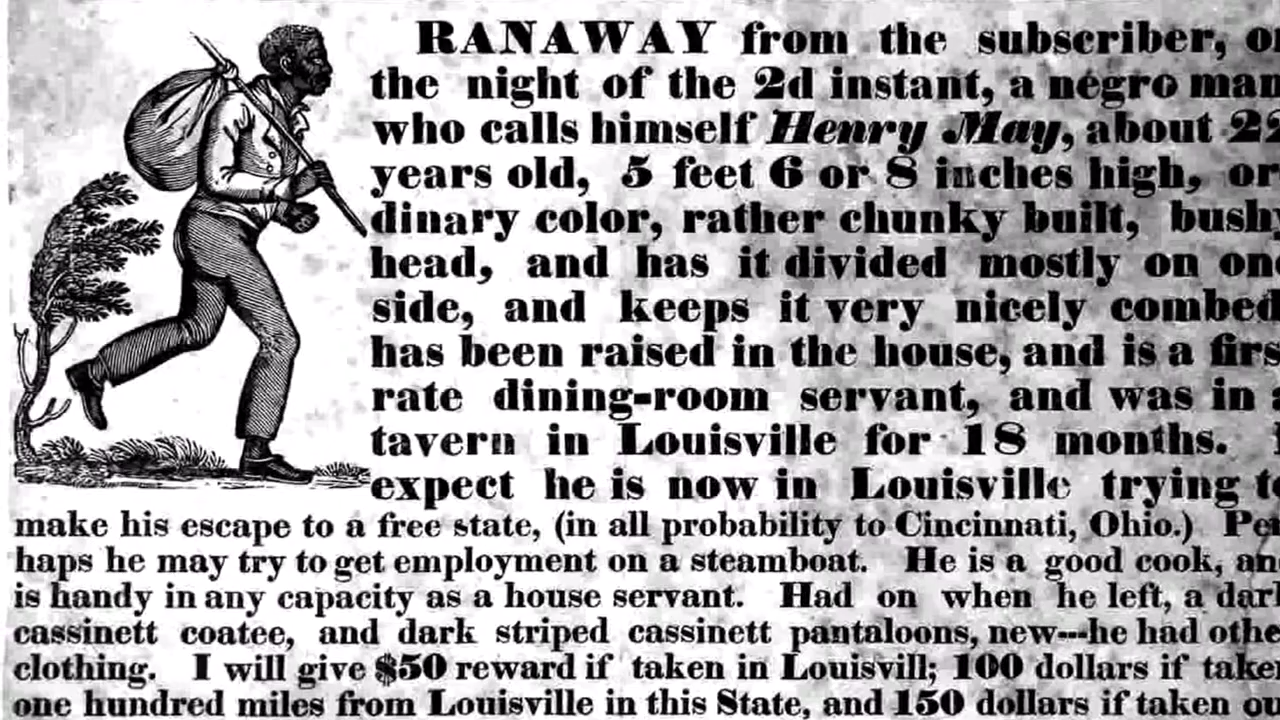 RANAWAY from the subscriber, o
the night of the 2d instant, a negro man
who calls himself Henry May, about 22
years old, 5 feet 6 or 8 inches high, or
dinary color, rather chunky built, bushy
head, and has it divided mostly on one
side, and keeps it very nicely combed
has been raised in the house, and is a firs
rate dining-room servant, and was in a
tavern in Louisville for 18 months. I
expect he is now in Louisville trying to
make his escape to a free state, (in all probability to Cincinnati, Ohio.) Per
haps he may try to get employment on a steamboat. He is a good cook, an
is handy in any capacity as a house servant. Had on when he left, a dark
cassinett coatee, and dark striped cassinett pantaloons, new---he had othe
clothing. I will give $50 reward if taken in Louisvill; 100 dollars if taken
one hundred miles from Louisville in this State, and 150 dollars if taken ou